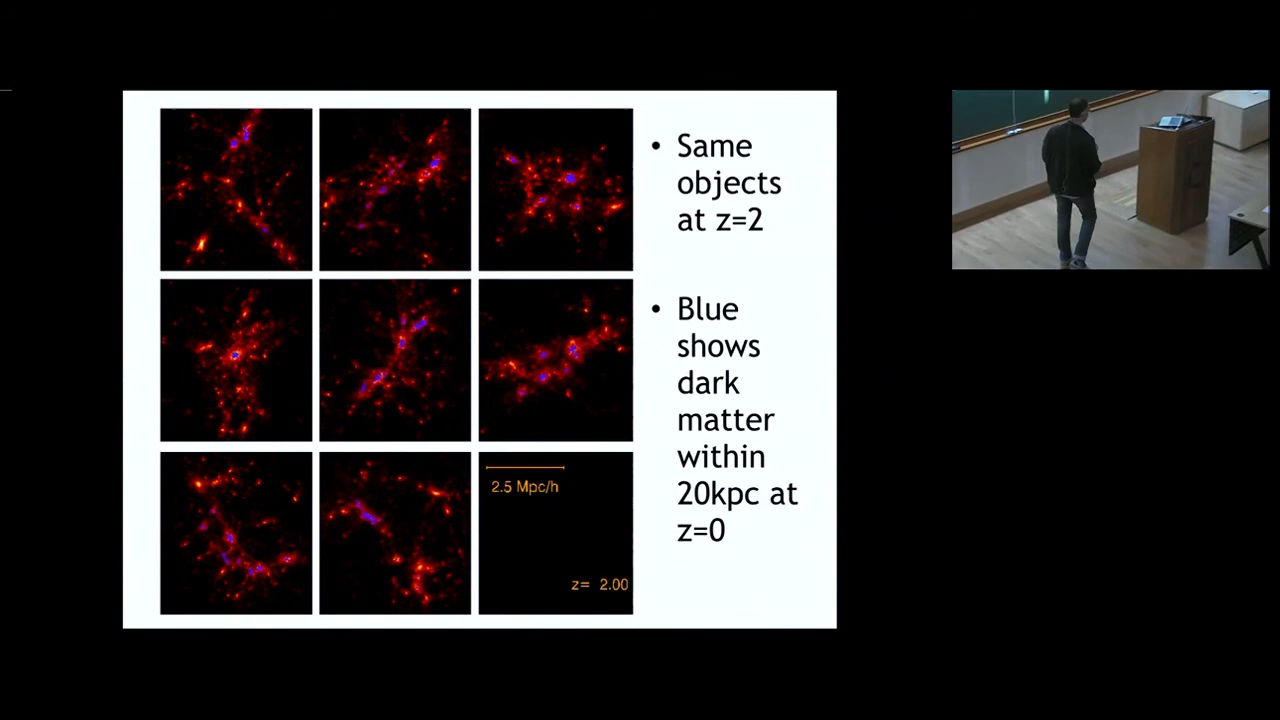 • Same
objects
at z=2
• Blue
shows
dark
matter
within
20kpc at
z=0
2.5 Mpc/h
z= 2.00